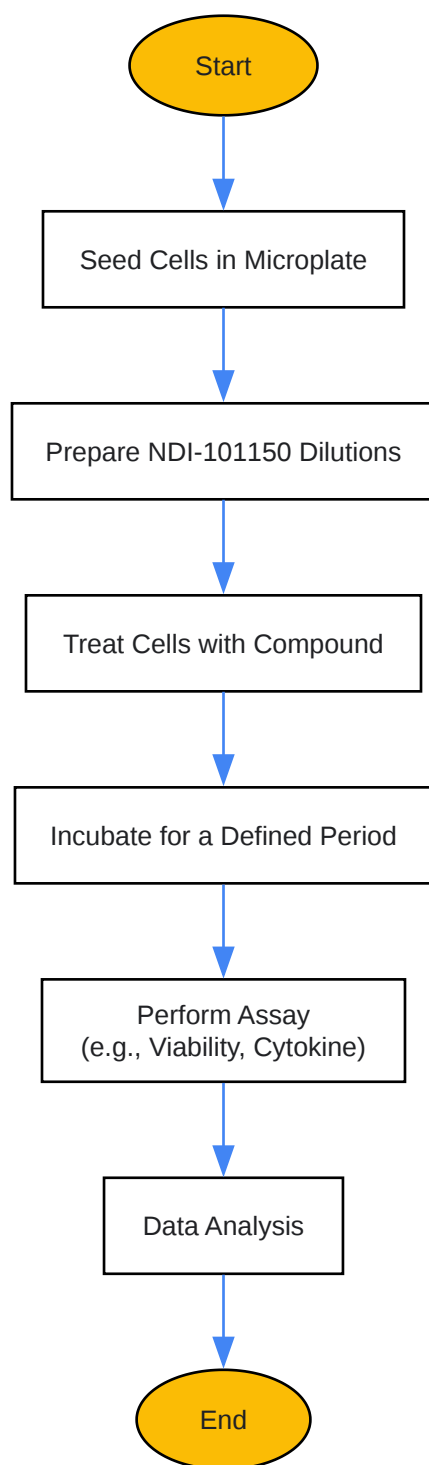 Start
Seed Cells in Microplate
Prepare NDI-101150 Dilutions
Treat Cells with Compound
Incubate for a Defined Period
Perform Assay
(e.g., Viability, Cytokine)
Data Analysis
End